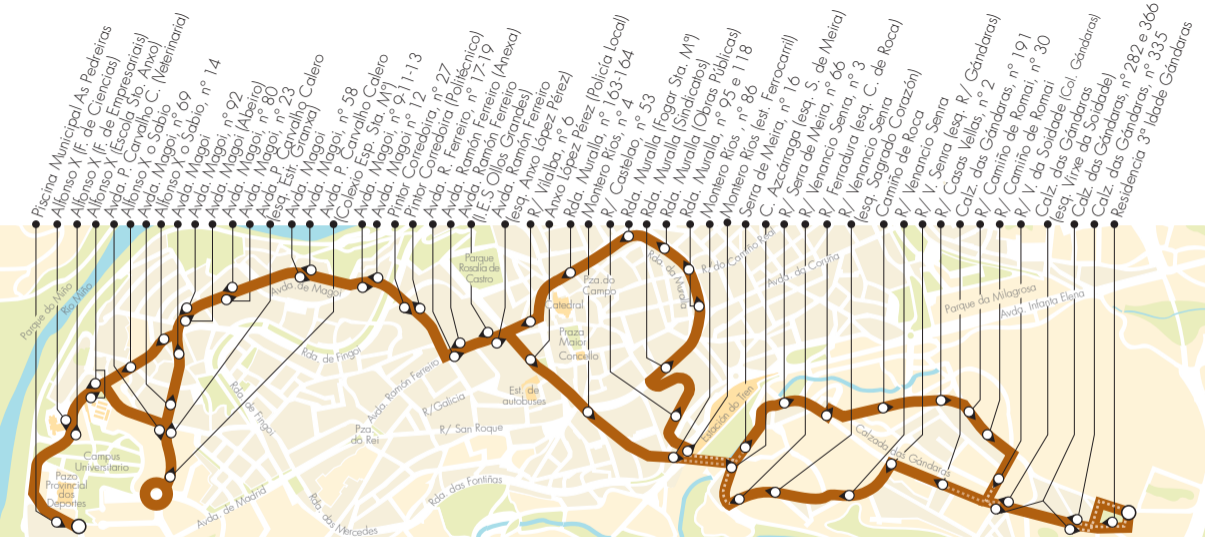 Piscina Municipal As Pedreiras
Alfonso X (F. de Ciencias)
Alfonso X (Escola Sto. Anxo)
Alfonso X (F. de Empresariais)
Avda. P. Carvalho C. (Veterinaria)
Alfonso X o Sabio, nº 69
Avda. Magoi, nº 69
Alfonso X o Sabio, nº 14
Avda. Magoi, nº 92
Avda. Magoi, nº 80
Avda. Magoi (Abeiro)
Avda. Magoi, nº 23
Avda. P. Carvalho Calero
(esq. Est. Granxa)
Avda. Magoi, nº 58
Avda. P. Carvalho Calero
(Colexio Esp. Sta. Mª)
Avda. Magoi, nº 9-11-13
Avda. Magoi, nº 12
Pintor Corredoira, nº 27
Pintor Corredoira (Politécnico)
Avda. R. Ferreiro, nº 17-19
Avda. Ramón Ferreiro (Anexa)
Avda. Ramón Ferreiro
(I.E.S Ollos Grandes)
Avda. Ramón Ferreiro
(esq. Anxo López Pérez)
R/ Vilalba, nº 6
Anxo López Pérez (Policía Local)
Rda. Muralla, nº 163-164
Montero Ríos, nº 4
R/ Castelao, nº 53
Rda. Muralla (Fogar Sta. Mª)
Rda. Muralla (Sindicatos)
Rda. Muralla (Obras Públicas)
Rda. Muralla, nº 95 e 118
Montero Ríos, nº 86
Montero Ríos (est. Ferrocarril)
Serra de Meira, nº 16
C. Azcarraga (esq. S. de Meira)
R/ Serra de Meira, nº 66
R/ Venancio Senra, nº 3
R/ Ferradura (esq. C. de Roca)
R/ Venancio Senra
(esq. Sagrado Corazón)
Camiño de Roca
R/ Venancio Senra
R/ V. Senra (esq. R/ Gándaras)
R/ Casas Vellas, nº 2
Calz. das Gándaras, nº 191
R/ Camiño de Romai, nº 30
R/ Camiño de Romai
R/ V. da Soidade (Col. Gándaras)
Calz. das Gándaras
(esq. Virxe da Soidade)
Calz. das Gándaras, nº 282 e 366
Calz. das Gándaras, nº 335
Residencia 3ª Idade Gándaras
Parque do Miño
Río Miño
Avda. de Magoi
Parque
Rosalía de
Castro
Pza.do
Campo
Catedral
Praza
Maior
Concello
Rda. da Muralla
R. do Camiño Real
Avda. da Coruña
Parque da Milagrosa
Avda. Infanta Elena
Rda. de Fingoi
Rda. de Fingoi
Avda. Ramón Ferreiro
R/Galicia
Est. de
autobuses
Pza.
do Rei
R/ San Roque
Estación do Tren
Calzada das Gándaras
Campus
Universitario
Pazo
Provincial
dos
Deportes
Avda. de Madrid
Rda. das Mercedes
Rda. das Fontiñas